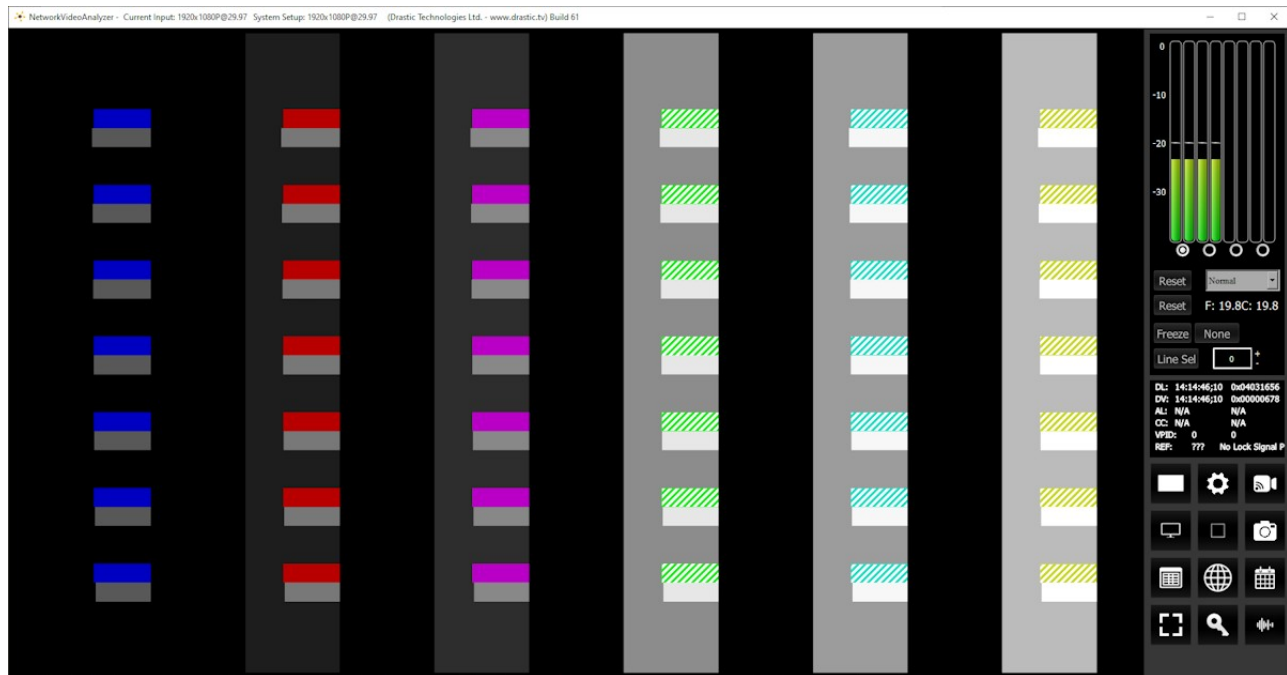 NetworkVideoAnalyzer - Current Input: 1920x1080P@29.97 System Setup: 1920x1080P@29.97 (Drastic Technologies Ltd. - www.drastic.tv) Build 61
0
-10
-20
-30
Reset Normal
Reset F: 19.8C: 19.8
Freeze None
Line Sel 0 + -
DL: 14:14:46;10 0x04031656
DV: 14:14:46;10 0x00000678
AL: N/A N/A
CC: N/A N/A
VPID: 0 0
REF: ??? No Lock Signal P